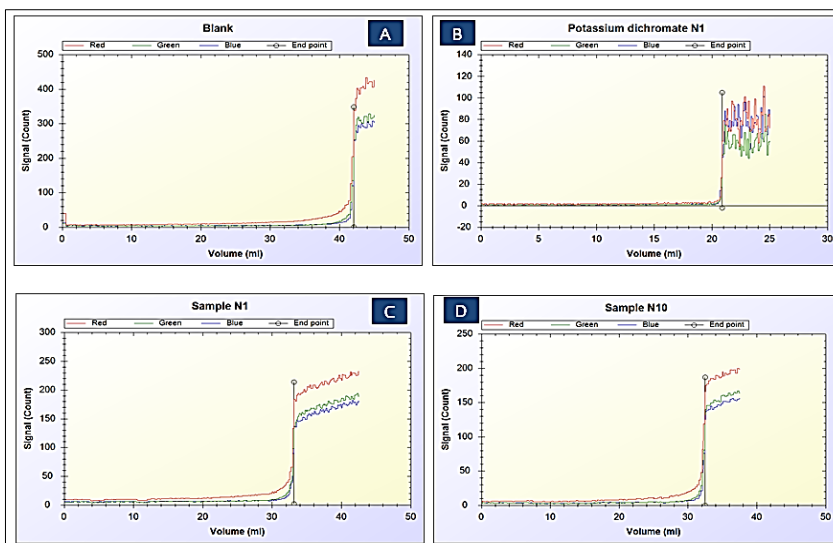 Blank
A
Red Green Blue End point
500
400
300
200
100
0
Signal (Count)
0 10 20 30 40 50
Volume (ml)
Potassium dichromate N1
B
Red Green Blue End point
140
120
100
80
60
40
20
0
-20
Signal (Count)
0 5 10 15 20 25 30
Volume (ml)
Sample N1
C
Red Green Blue End point
300
250
200
150
100
50
0
Signal (Count)
0 10 20 30 40 50
Volume (ml)
Sample N10
D
Red Green Blue End point
250
200
150
100
50
0
Signal (Count)
0 10 20 30 40 50
Volume (ml)